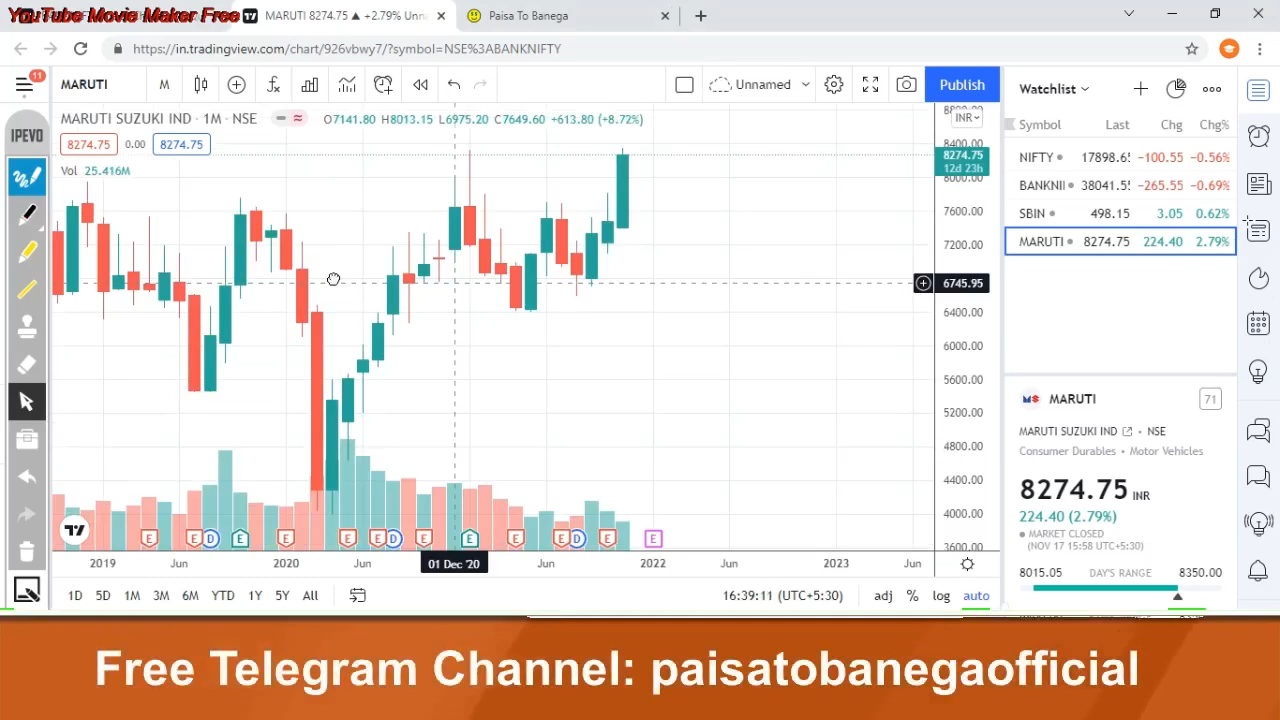 YouTube Movie Maker Free
MARUTI 8274.75 ▲ +2.79% Unna
Paisa To Banega
https://in.tradingview.com/chart/926vbwy7/?symbol=NSE%3ABANKNIFTY
11
MARUTI
M
Unnamed
Publish
IPEVO
MARUTI SUZUKI IND · 1M · NSE
O7141.80 H8013.15 L6975.20 C7649.60 +613.80 (+8.72%)
INR
8274.75 0.00 8274.75
Vol 25.416M
8400.00
8274.75
12d 23h
8000.00
7600.00
7200.00
6745.95
6400.00
6000.00
5600.00
5200.00
4800.00
4400.00
4000.00
3600.00
E E D E E E E D E E E E D E E
2019 Jun 2020 Jun 01 Dec '20 Jun 2022 Jun 2023 Jun
1D 5D 1M 3M 6M YTD 1Y 5Y All
16:39:11 (UTC+5:30) adj % log auto
Watchlist
Symbol Last Chg Chg%
NIFTY 17898.65 −100.55 −0.56%
BANKNII 38041.55 −265.55 −0.69%
SBIN 498.15 3.05 0.62%
MARUTI 8274.75 224.40 2.79%
MARUTI
71
MARUTI SUZUKI IND • NSE
Consumer Durables • Motor Vehicles
8274.75 INR
224.40 (2.79%)
MARKET CLOSED
(NOV 17 15:58 UTC+5:30)
8015.05 DAY'S RANGE 8350.00
Free Telegram Channel: paisatobanegaofficial